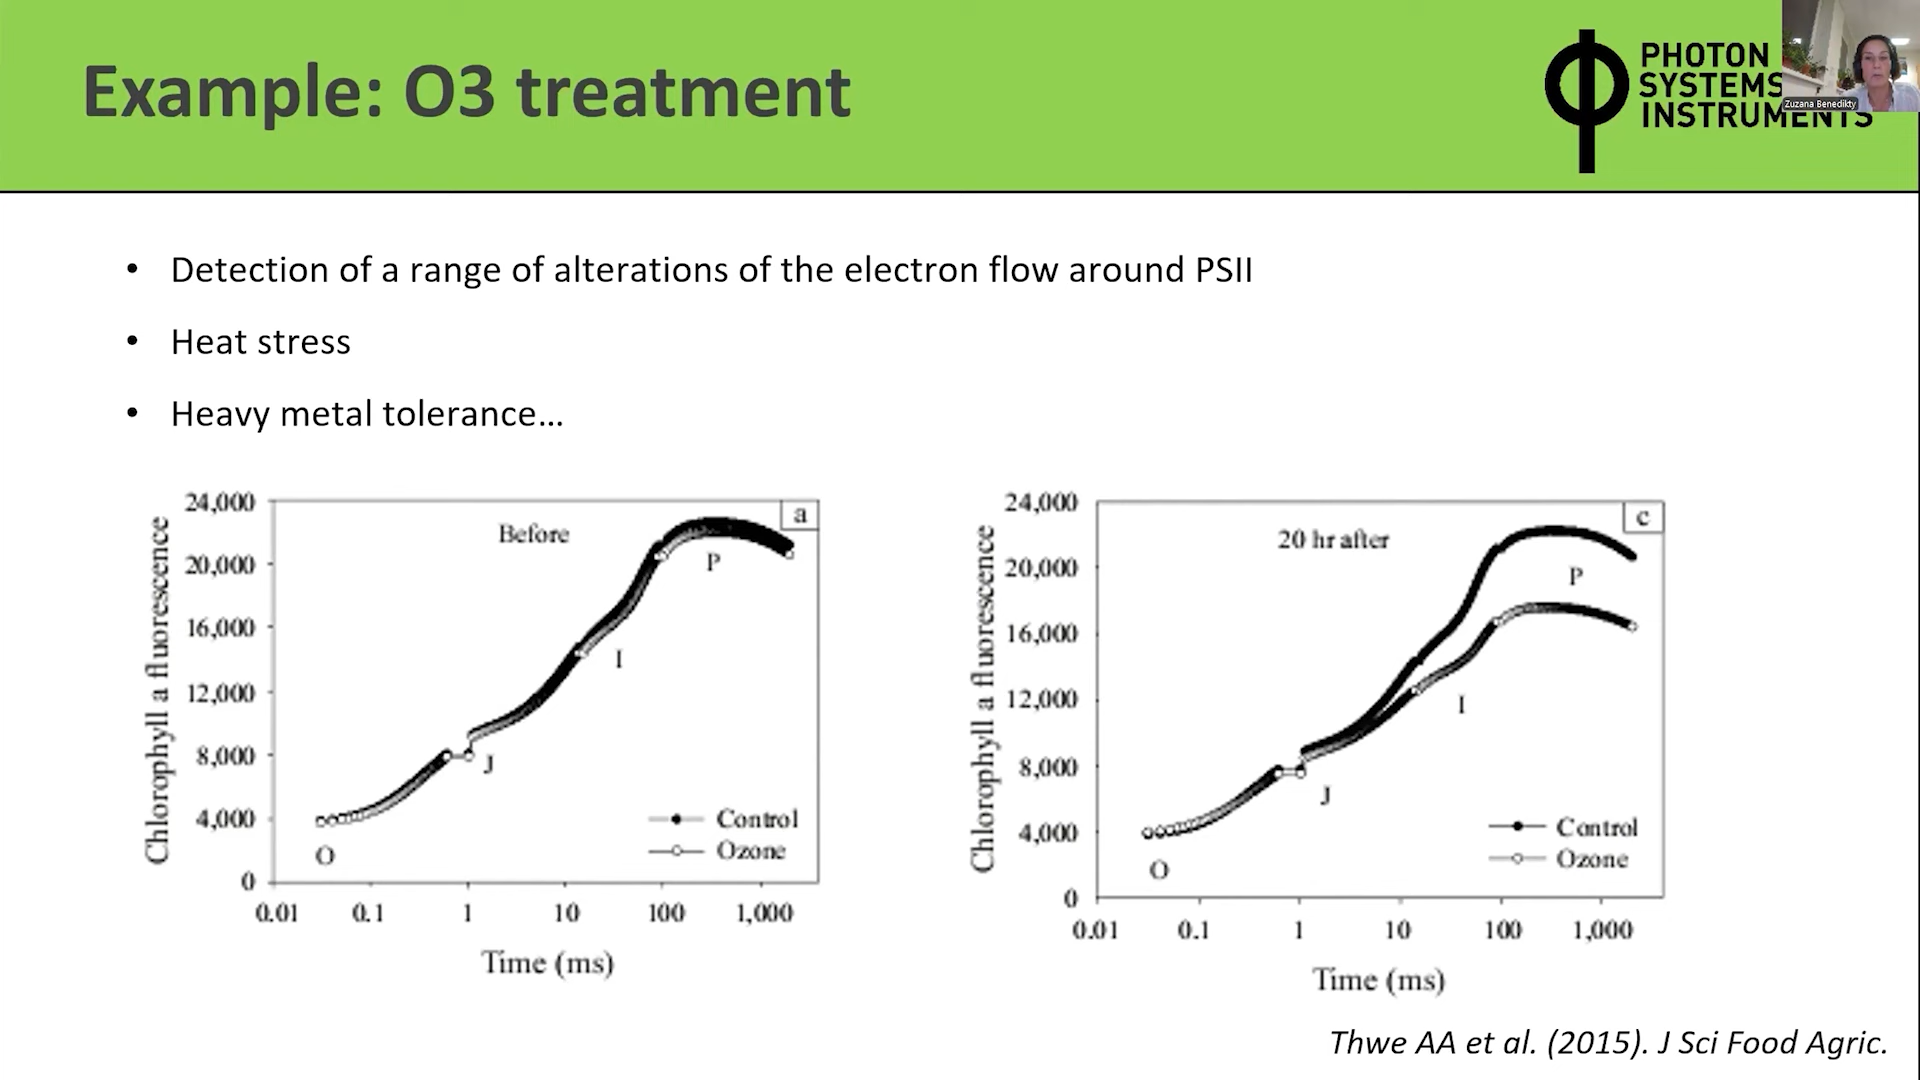 Example: O3 treatment
PHOTON
SYSTEMS
INSTRUMENTS
Zuzana Benedikty
• Detection of a range of alterations of the electron flow around PSII
• Heat stress
• Heavy metal tolerance...
24,000
20,000
16,000
12,000
8,000
4,000
0
Chlorophyll a fluorescence
Before
a
P
I
J
O
Control
Ozone
0.01 0.1 1 10 100 1,000
Time (ms)
24,000
20,000
16,000
12,000
8,000
4,000
0
Chlorophyll a fluorescence
20 hr after
c
P
I
J
O
Control
Ozone
0.01 0.1 1 10 100 1,000
Time (ms)
Thwe AA et al. (2015). J Sci Food Agric.